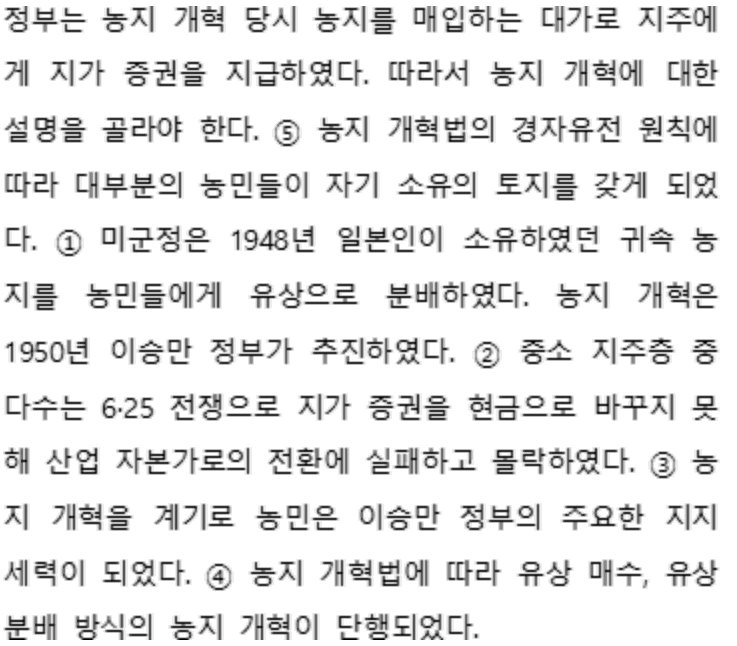 정부는 농지 개혁 당시 농지를 매입하는 대가로 지주에
게 지가 증권을 지급하였다. 따라서 농지 개혁에 대한
설명을 골라야 한다. ⑤ 농지 개혁법의 경자유전 원칙에
따라 대부분의 농민들이 자기 소유의 토지를 갖게 되었
다. ① 미군정은 1948년 일본인이 소유하였던 귀속 농
지를 농민들에게 유상으로 분배하였다. 농지 개혁은
1950년 이승만 정부가 추진하였다. ② 중소 지주층 중
다수는 6·25 전쟁으로 지가 증권을 현금으로 바꾸지 못
해 산업 자본가로의 전환에 실패하고 몰락하였다. ③ 농
지 개혁을 계기로 농민은 이승만 정부의 주요한 지지
세력이 되었다. ④ 농지 개혁법에 따라 유상 매수, 유상
분배 방식의 농지 개혁이 단행되었다.